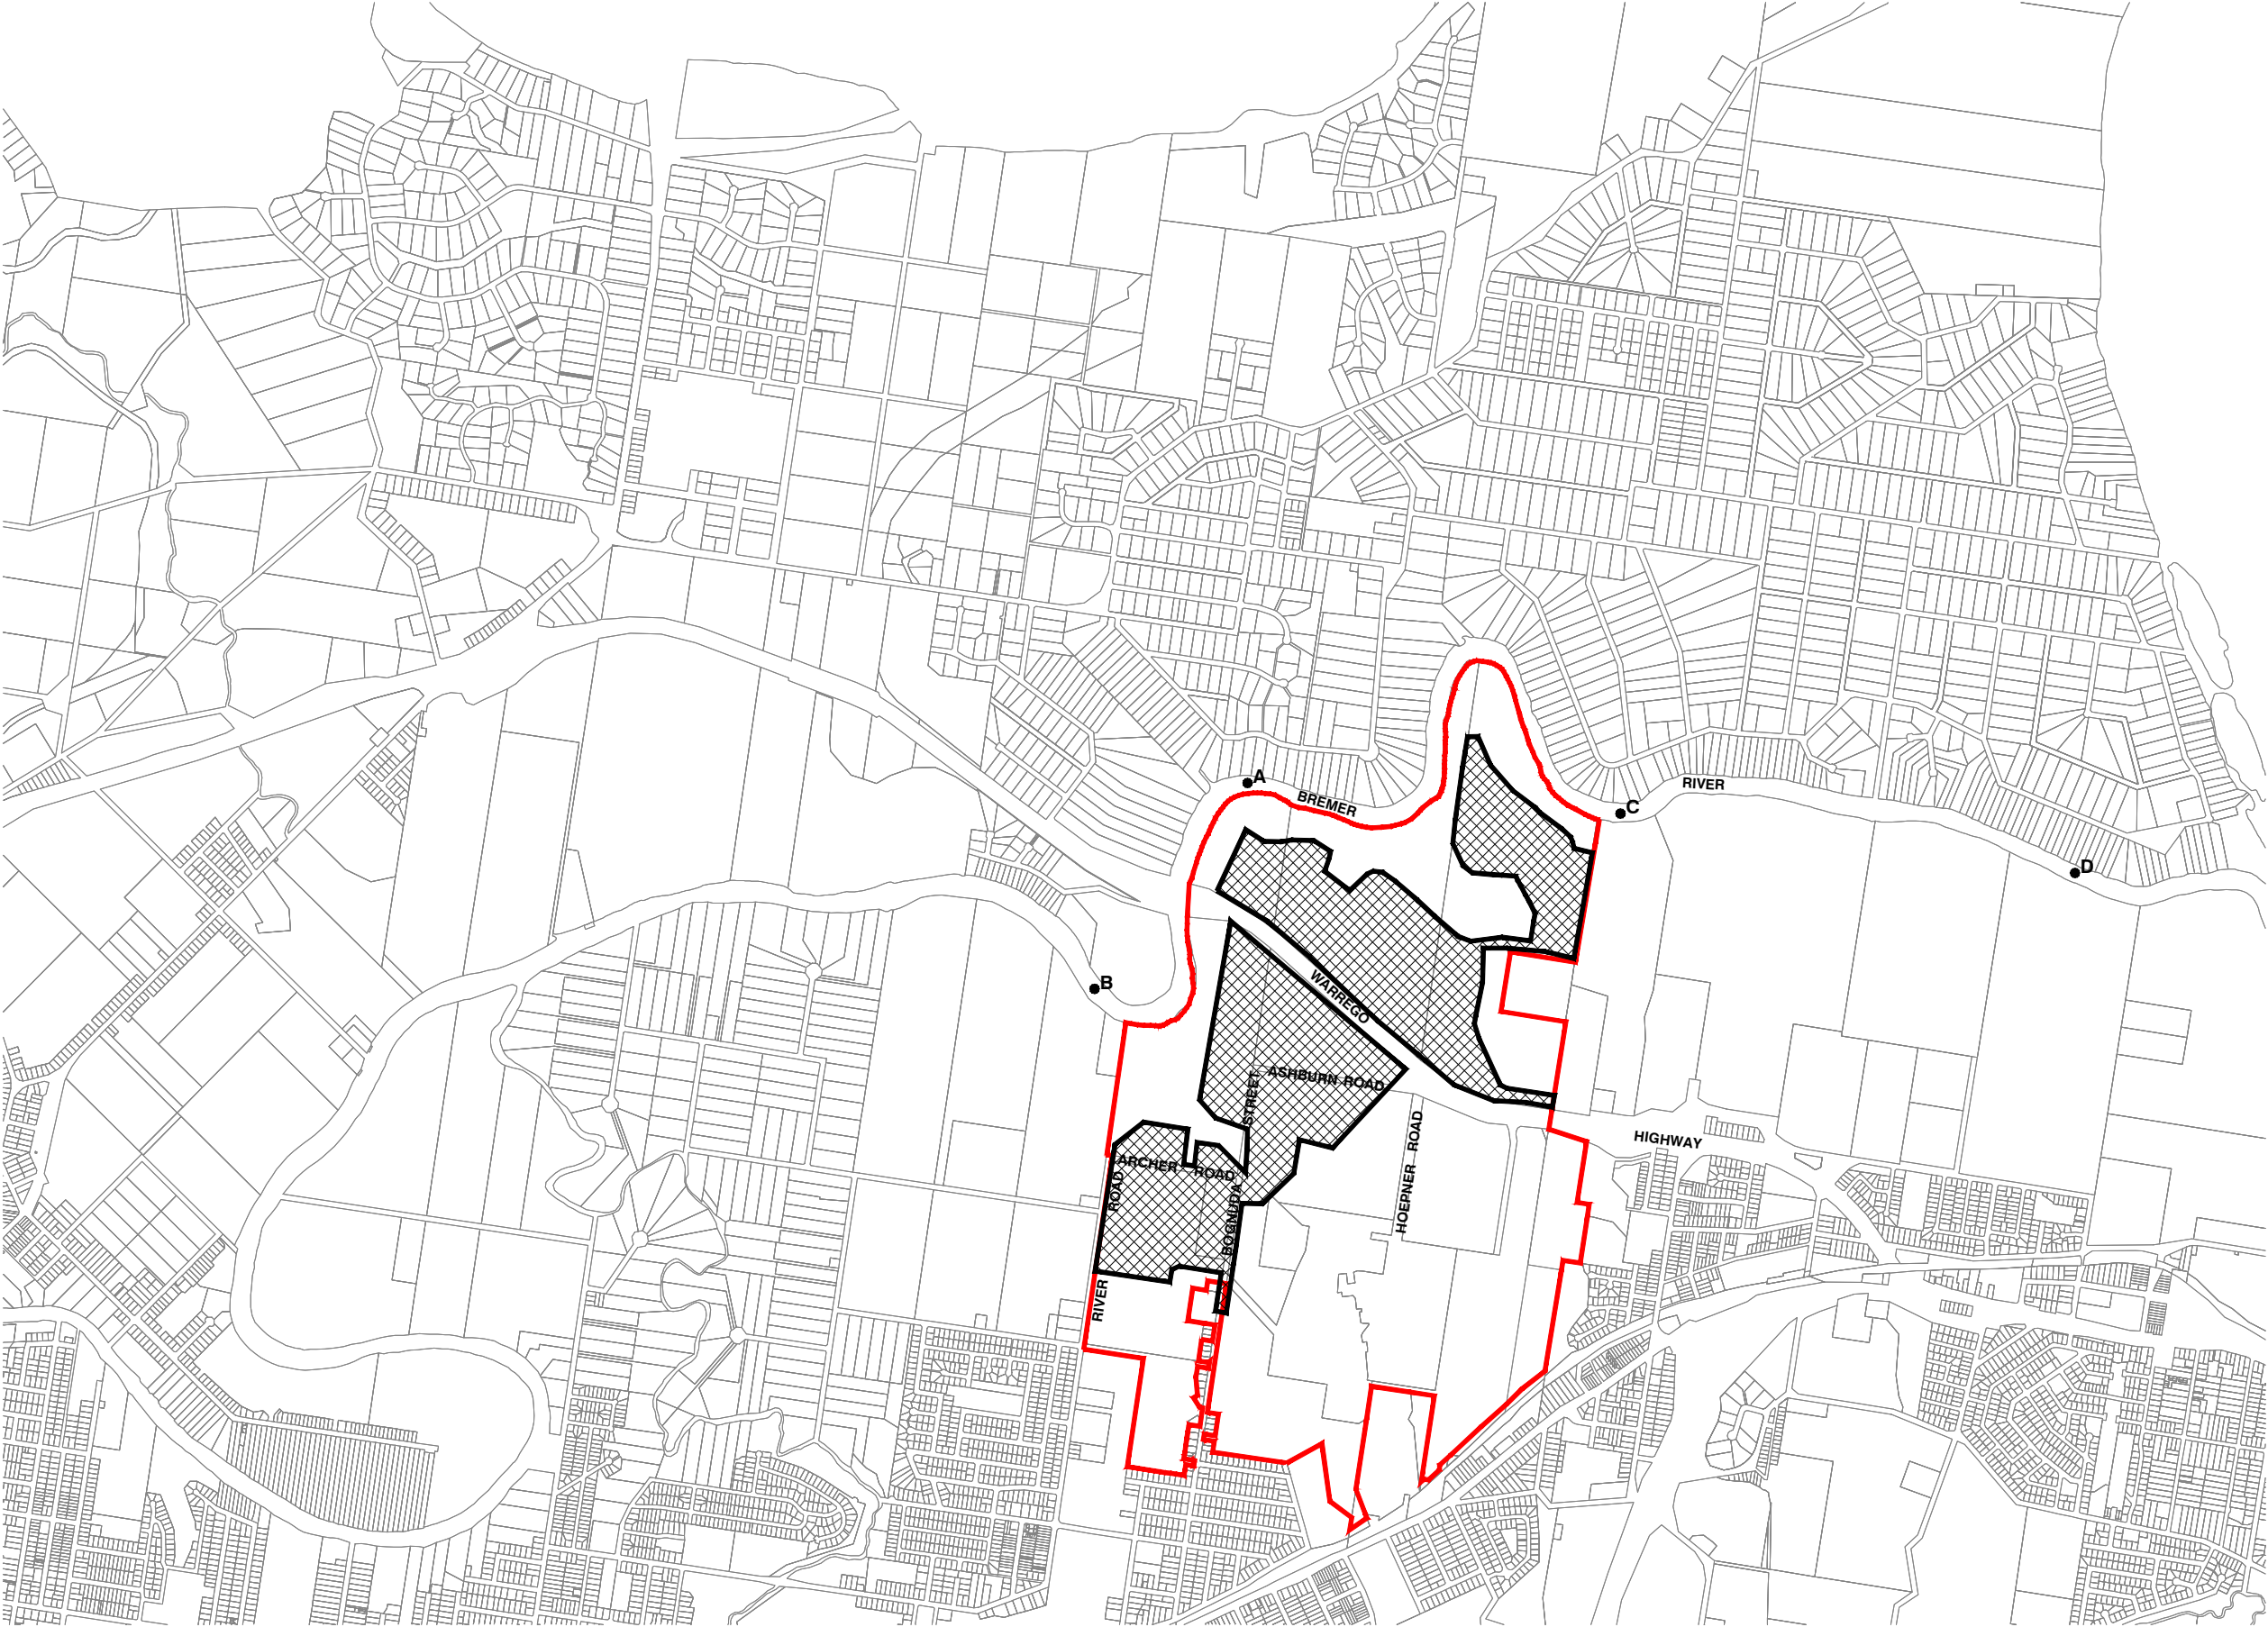 A
BREMER
RIVER
C
D
B
WARREGO
ASHBURN ROAD
STREET
HOEPNER ROAD
HIGHWAY
ARCHER ROAD
ROAD
BOGNUDA
RIVER